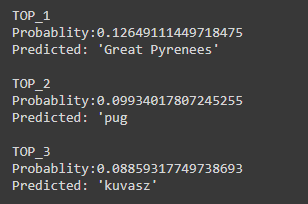 TOP_1
Probablity:0.12649111449718475
Predicted: 'Great Pyrenees'
TOP_2
Probablity:0.09934017807245255
Predicted: 'pug
TOP_3
Probablity:0.08859317749738693
Predicted: 'kuvasz'